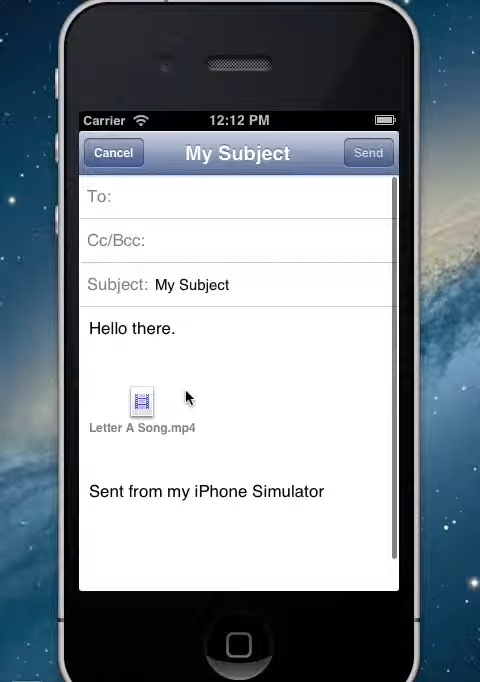 Carrier 12:12 PM
Cancel My Subject Send
To:
Cc/Bcc:
Subject: My Subject
Hello there.
Letter A Song.mp4
Sent from my iPhone Simulator